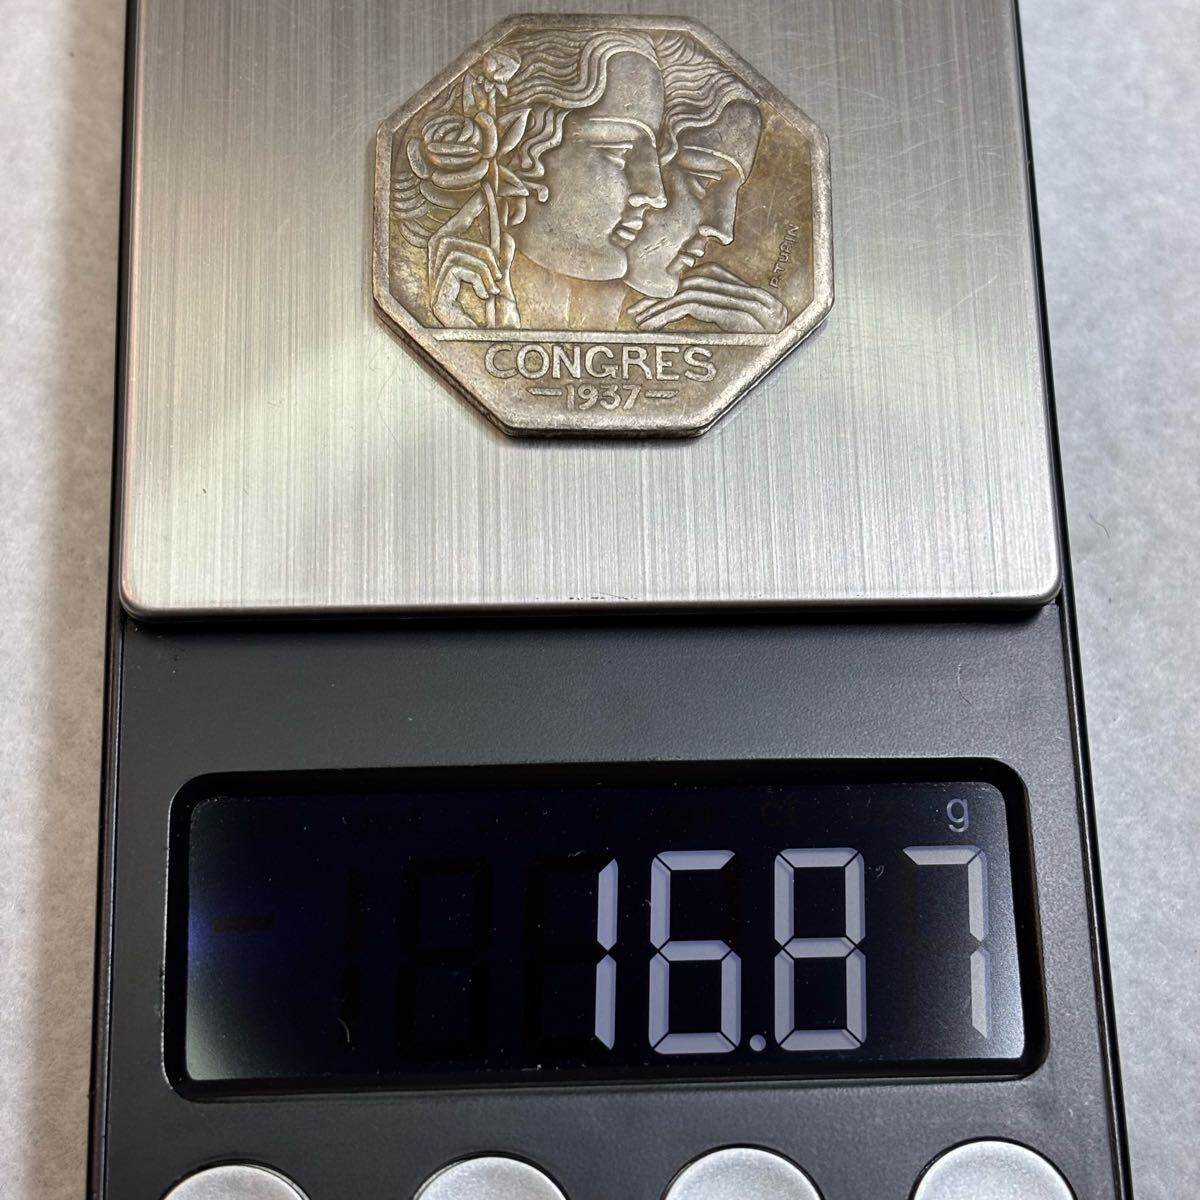 P. TURIN
CONGRES
—1937—
g
16.87